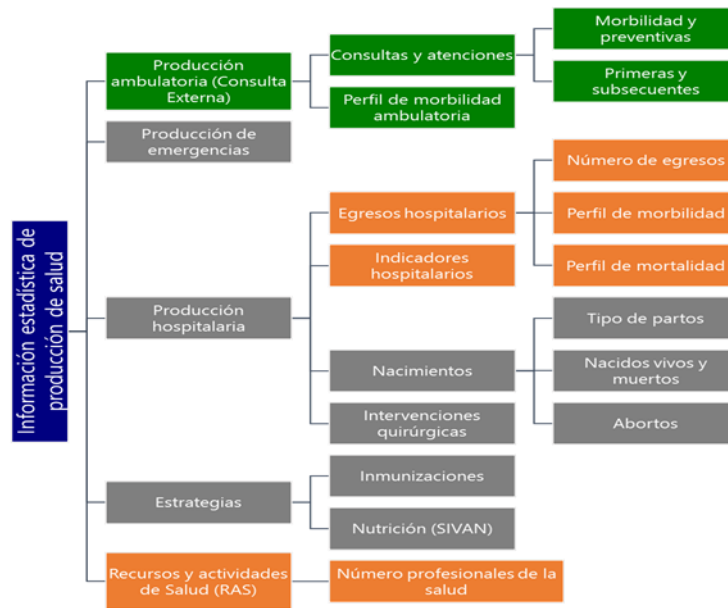 Información estadística de
producción de salud
Producción
ambulatoria (Consulta
Externa)
Consultas y atenciones
Morbilidad y
preventivas
Primeras y
subsecuentes
Perfil de morbilidad
ambulatoria
Producción de
emergencias
Producción
hospitalaria
Egresos hospitalarios
Número de egresos
Perfil de morbilidad
Perfil de mortalidad
Indicadores
hospitalarios
Nacimientos
Tipo de partos
Nacidos vivos y
muertos
Abortos
Intervenciones
quirúrgicas
Estrategias
Inmunizaciones
Nutrición (SIVAN)
Recursos y actividades
de Salud (RAS)
Número profesionales de la
salud